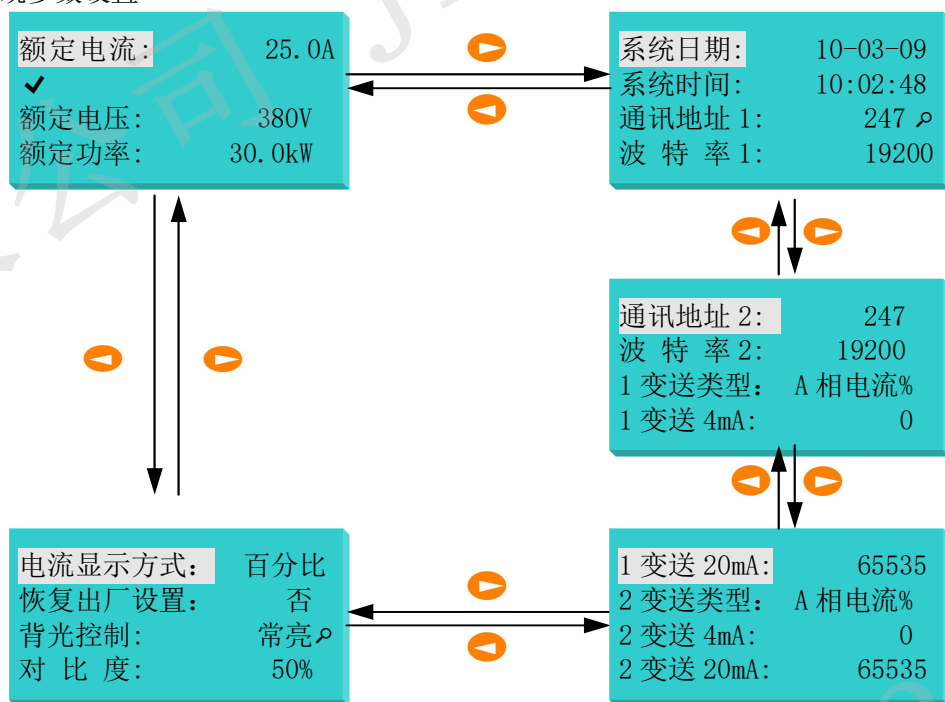 额定电流: 25.0A
✔
额定电压: 380V
额定功率: 30.0kW
系统日期: 10-03-09
系统时间: 10:02:48
通讯地址 1: 247
波 特 率 1: 19200
通讯地址 2: 247
波 特 率 2: 19200
1 变送类型： A 相电流%
1 变送 4mA: 0
电流显示方式： 百分比
恢复出厂设置： 否
背光控制: 常亮
对 比 度: 50%
1 变送 20mA: 65535
2 变送类型： A 相电流%
2 变送 4mA: 0
2 变送 20mA: 65535